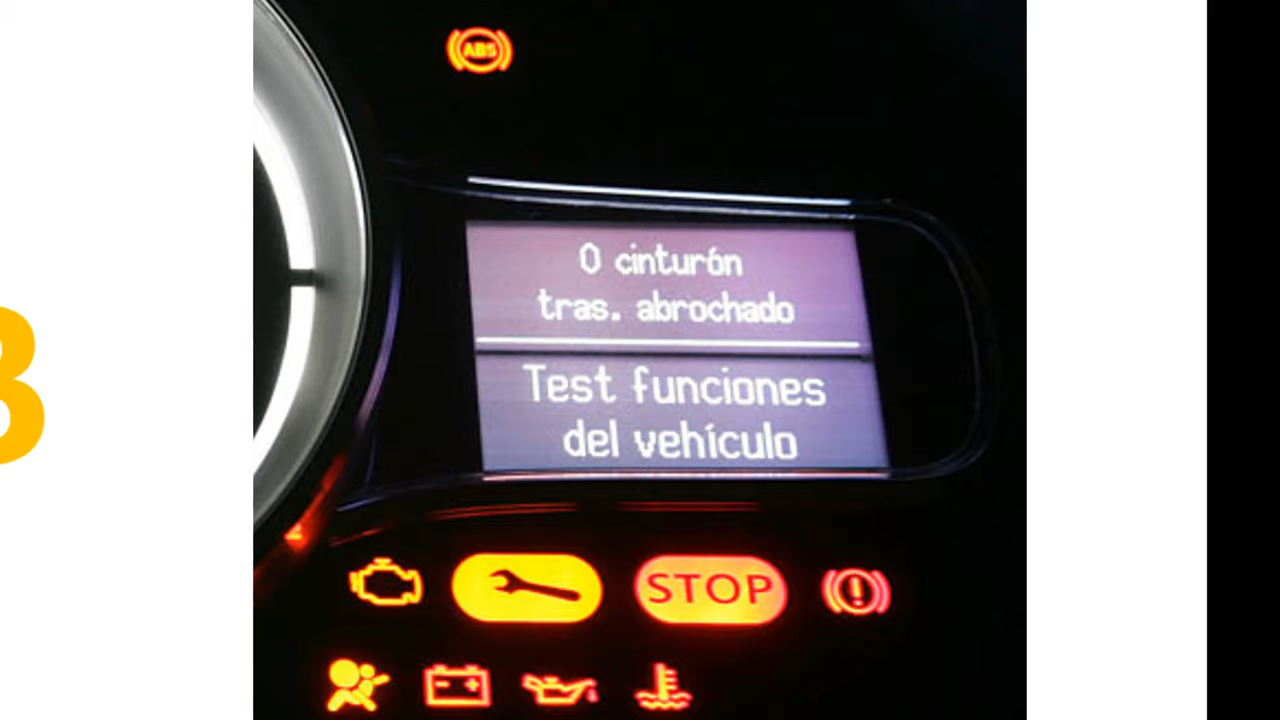 ABS
0 cinturón
tras. abrochado
Test funciones
del vehículo
STOP